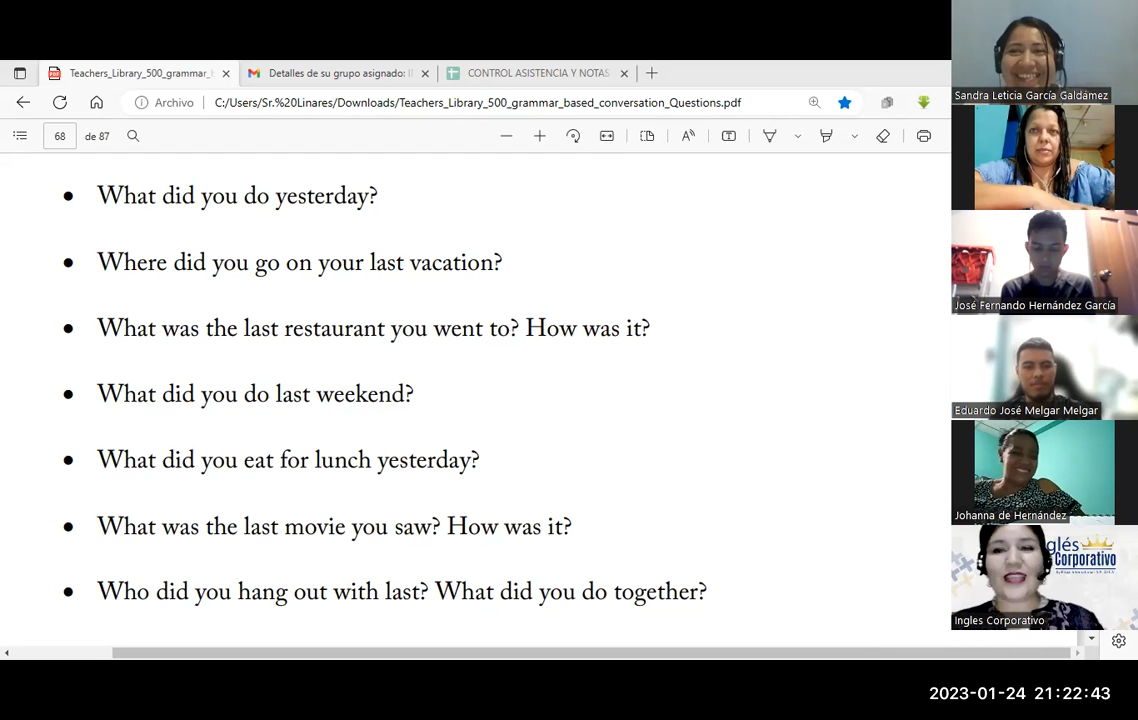 Teachers_Library_500_grammar_b
Detalles de su grupo asignado: I
CONTROL ASISTENCIA Y NOTAS
Archivo
C:/Users/Sr.%20Linares/Downloads/Teachers_Library_500_grammar_based_conversation_Questions.pdf
68 de 87
• What did you do yesterday?
• Where did you go on your last vacation?
• What was the last restaurant you went to? How was it?
• What did you do last weekend?
• What did you eat for lunch yesterday?
• What was the last movie you saw? How was it?
• Who did you hang out with last? What did you do together?
Sandra Leticia García Galdámez
José Fernando Hernández García
Eduardo José Melgar Melgar
Johanna de Hernández
glés
Corporativo
Ingles Corporativo
2023-01-24 21:22:43